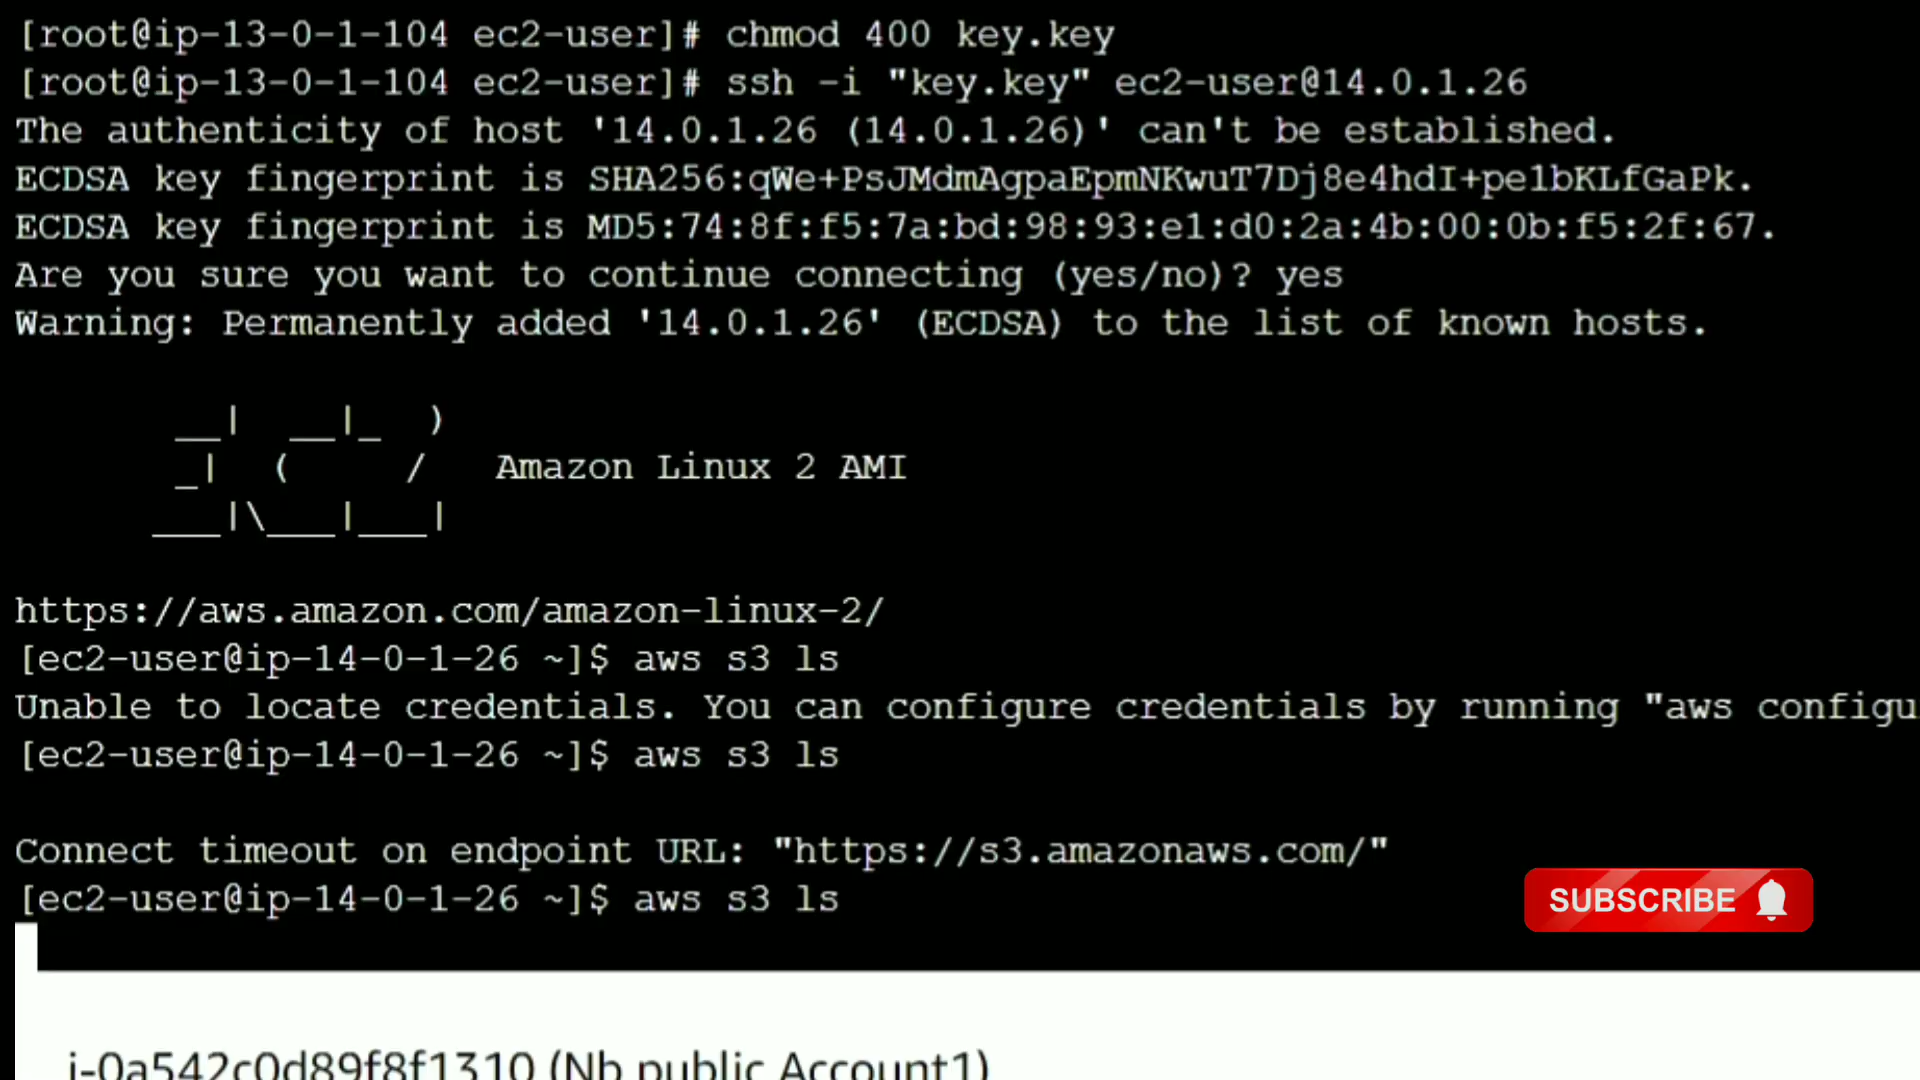 [root@ip-13-0-1-104 ec2-user]# chmod 400 key.key
[root@ip-13-0-1-104 ec2-user]# ssh -i "key.key" ec2-user@14.0.1.26
The authenticity of host '14.0.1.26 (14.0.1.26)' can't be established.
ECDSA key fingerprint is SHA256:qWe+PsJMdmAgpaEpmNKwuT7Dj8e4hdI+pe1bKLfGaPk.
ECDSA key fingerprint is MD5:74:8f:f5:7a:bd:98:93:e1:d0:2a:4b:00:0b:f5:2f:67.
Are you sure you want to continue connecting (yes/no)? yes
Warning: Permanently added '14.0.1.26' (ECDSA) to the list of known hosts.
       __|  __|_  )
       _|  (     /   Amazon Linux 2 AMI
      ___|\___|___|
https://aws.amazon.com/amazon-linux-2/
[ec2-user@ip-14-0-1-26 ~]$ aws s3 ls
Unable to locate credentials. You can configure credentials by running "aws configu
[ec2-user@ip-14-0-1-26 ~]$ aws s3 ls
Connect timeout on endpoint URL: "https://s3.amazonaws.com/"
[ec2-user@ip-14-0-1-26 ~]$ aws s3 ls
SUBSCRIBE
i-0a542c0d89f8f1310 (Nb public Account1)